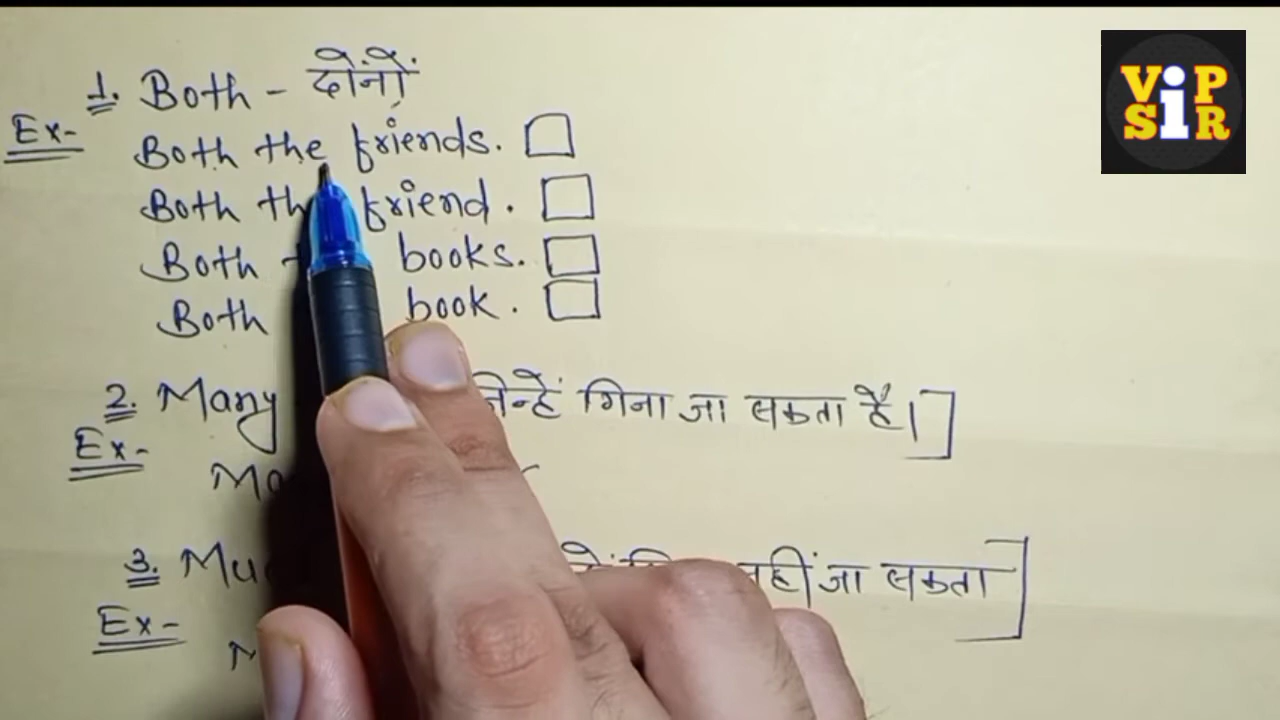 1. Both - दोंनों
Ex- Both the friends.
Both friend.
Both books.
Both book.
2. Many जिन्हें गिना जा सकता है।]
Ex-
3. नहीं जा सकता]
Ex-
ViP
SiR